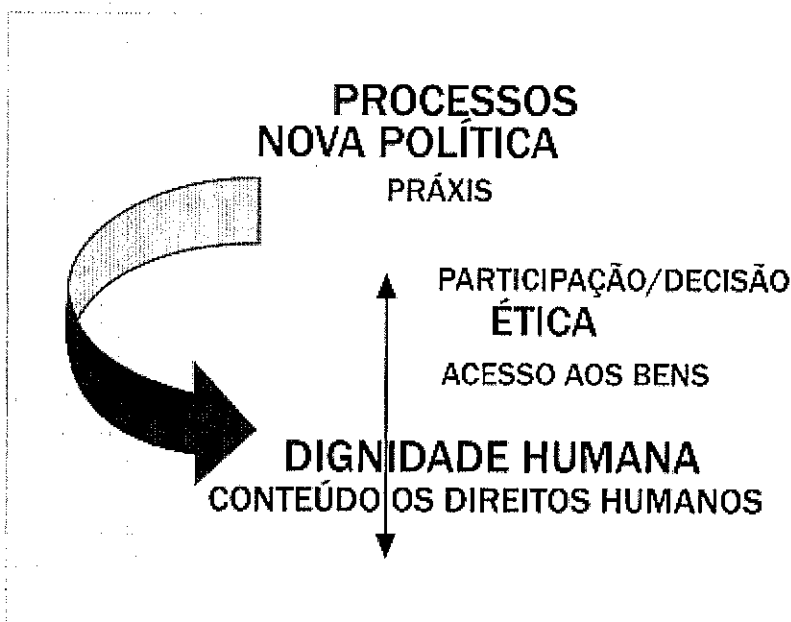 PROCESSOS
NOVA POLÍTICA
PRÁXIS
PARTICIPAÇÃO/DECISÃO
ÉTICA
ACESSO AOS BENS
DIGNIDADE HUMANA
CONTEÚDO OS DIREITOS HUMANOS